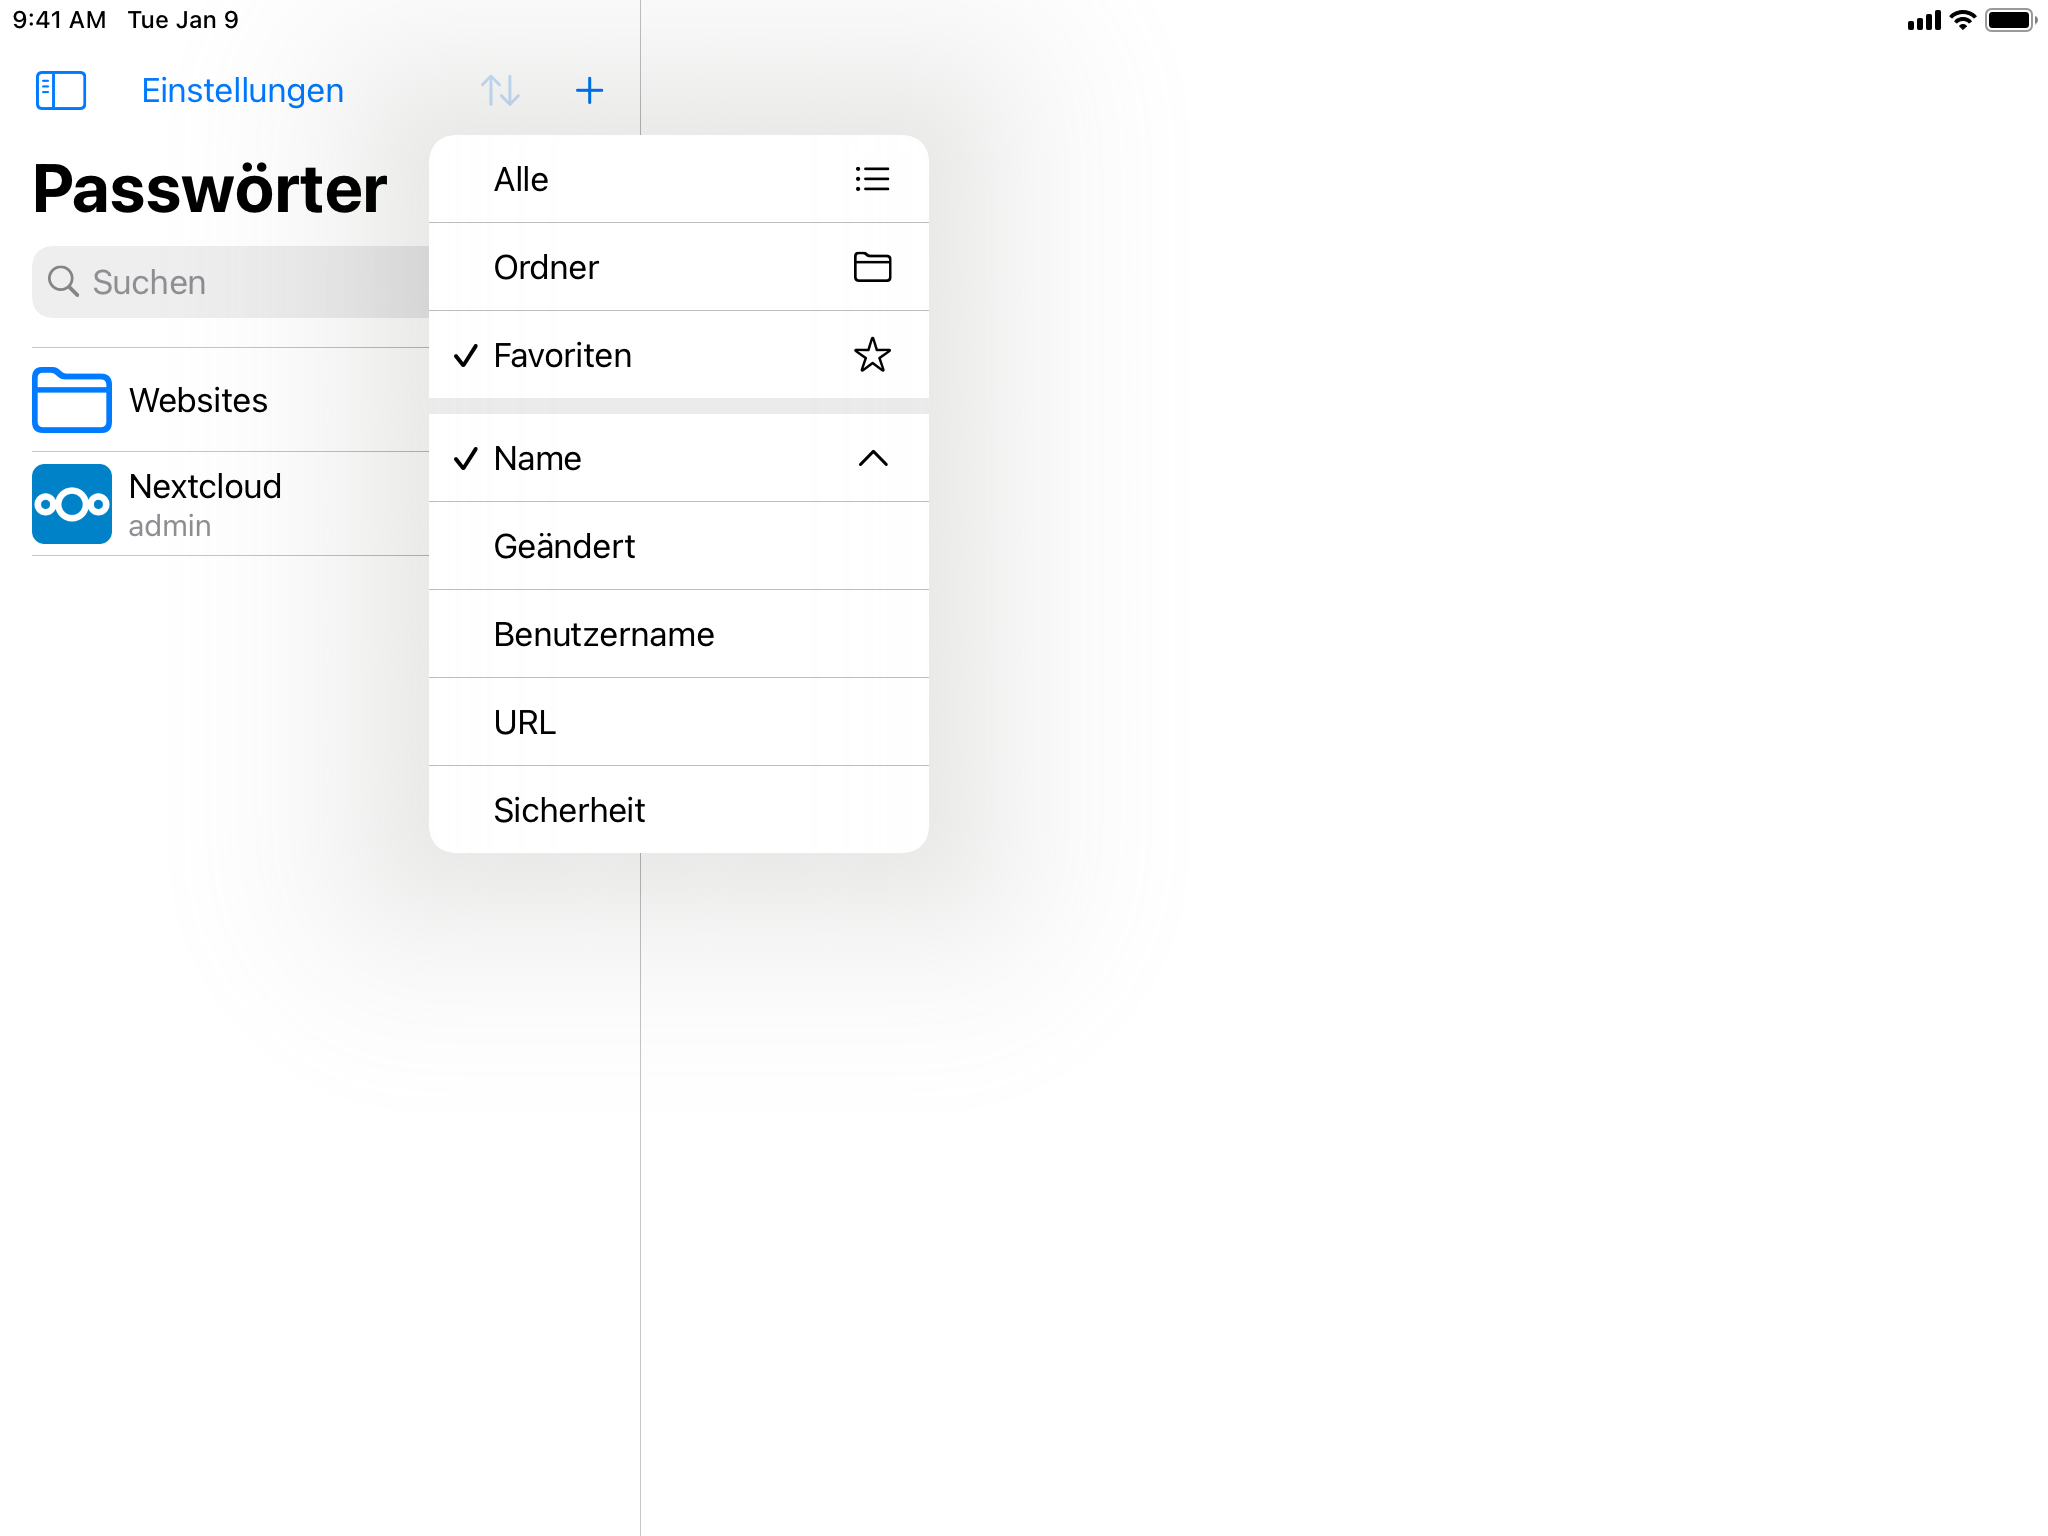 9:41 AM Tue Jan 9
Einstellungen
Passwörter
Suchen
Websites
Nextcloud
admin
Alle
Ordner
Favoriten
Name
Geändert
Benutzername
URL
Sicherheit